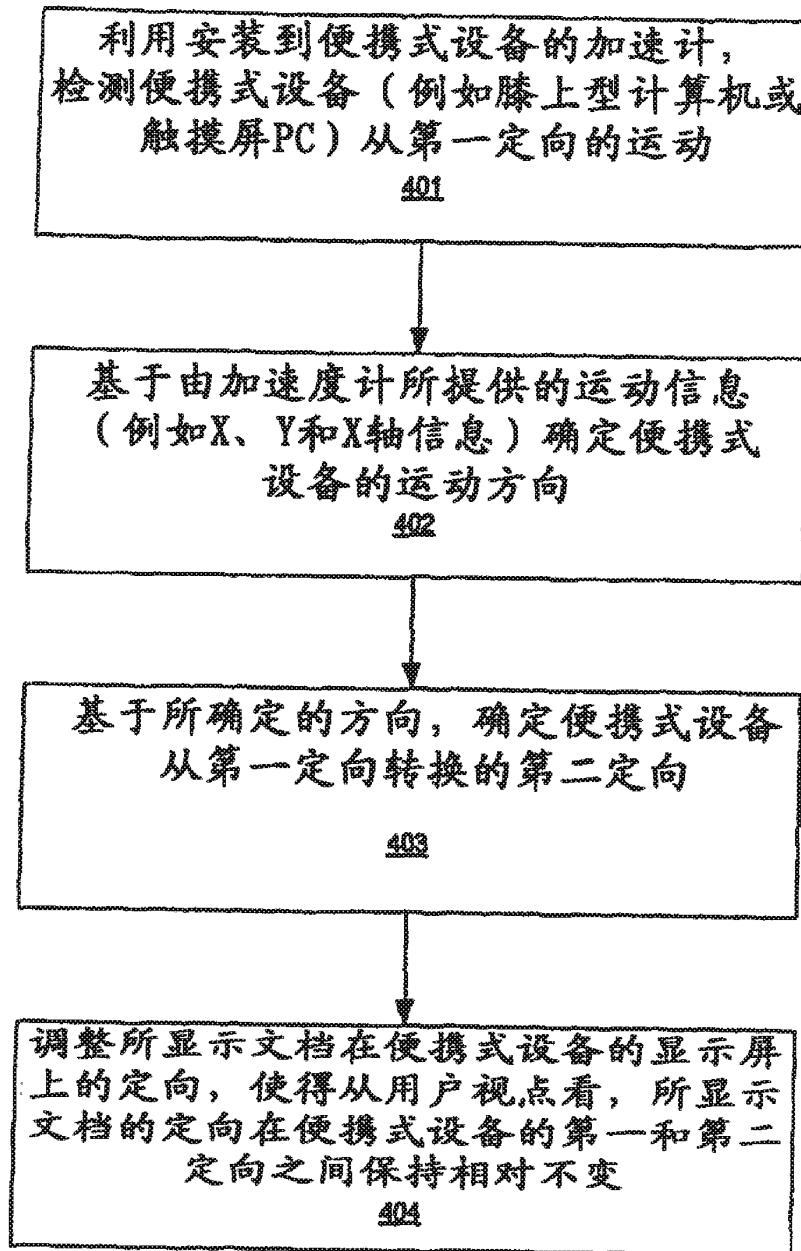 利用安装到便携式设备的加速计,
检测便携式设备(例如膝上型计算机或
触摸屏PC)从第一定向的运动
401
基于由加速度计所提供的运动信息
(例如X、Y和X轴信息)确定便携式
设备的运动方向
402
基于所确定的方向,确定便携式设备
从第一定向转换的第二定向
403
调整所显示文档在便携式设备的显示屏
上的定向,使得从用户视点看,所显示
文档的定向在便携式设备的第一和第二
定向之间保持相对不变
404